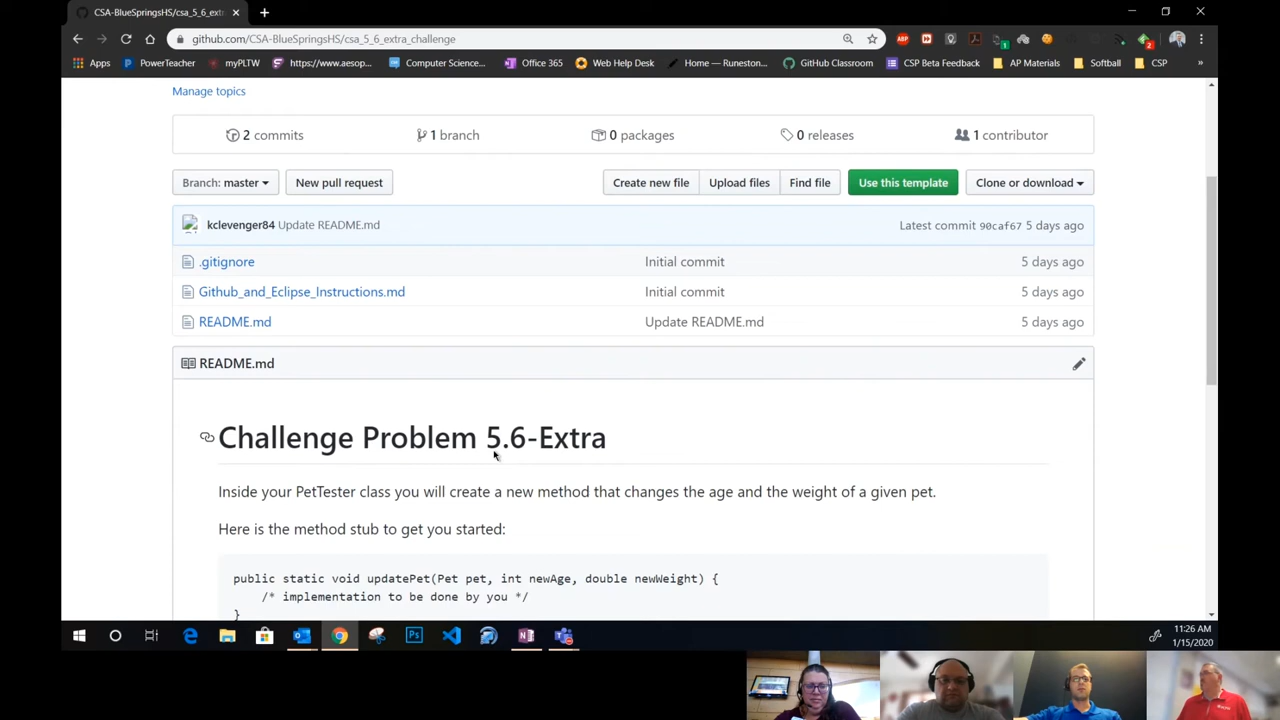 CSA-BlueSpringsHS/csa_5_6_extr
github.com/CSA-BlueSpringsHS/csa_5_6_extra_challenge
Apps PowerTeacher myPLTW https://www.aesop... Computer Science... Office 365 Web Help Desk Home — Runeston... GitHub Classroom CSP Beta Feedback AP Materials Softball CSP »
Manage topics
2 commits 1 branch 0 packages 0 releases 1 contributor
Branch: master New pull request Create new file Upload files Find file Use this template Clone or download
kclevenger84 Update README.md Latest commit 90caf67 5 days ago
.gitignore Initial commit 5 days ago
Github_and_Eclipse_Instructions.md Initial commit 5 days ago
README.md Update README.md 5 days ago
README.md
Challenge Problem 5.6-Extra
Inside your PetTester class you will create a new method that changes the age and the weight of a given pet.
Here is the method stub to get you started:
public static void updatePet(Pet pet, int newAge, double newWeight) {
/* implementation to be done by you */
}
11:26 AM
1/15/2020